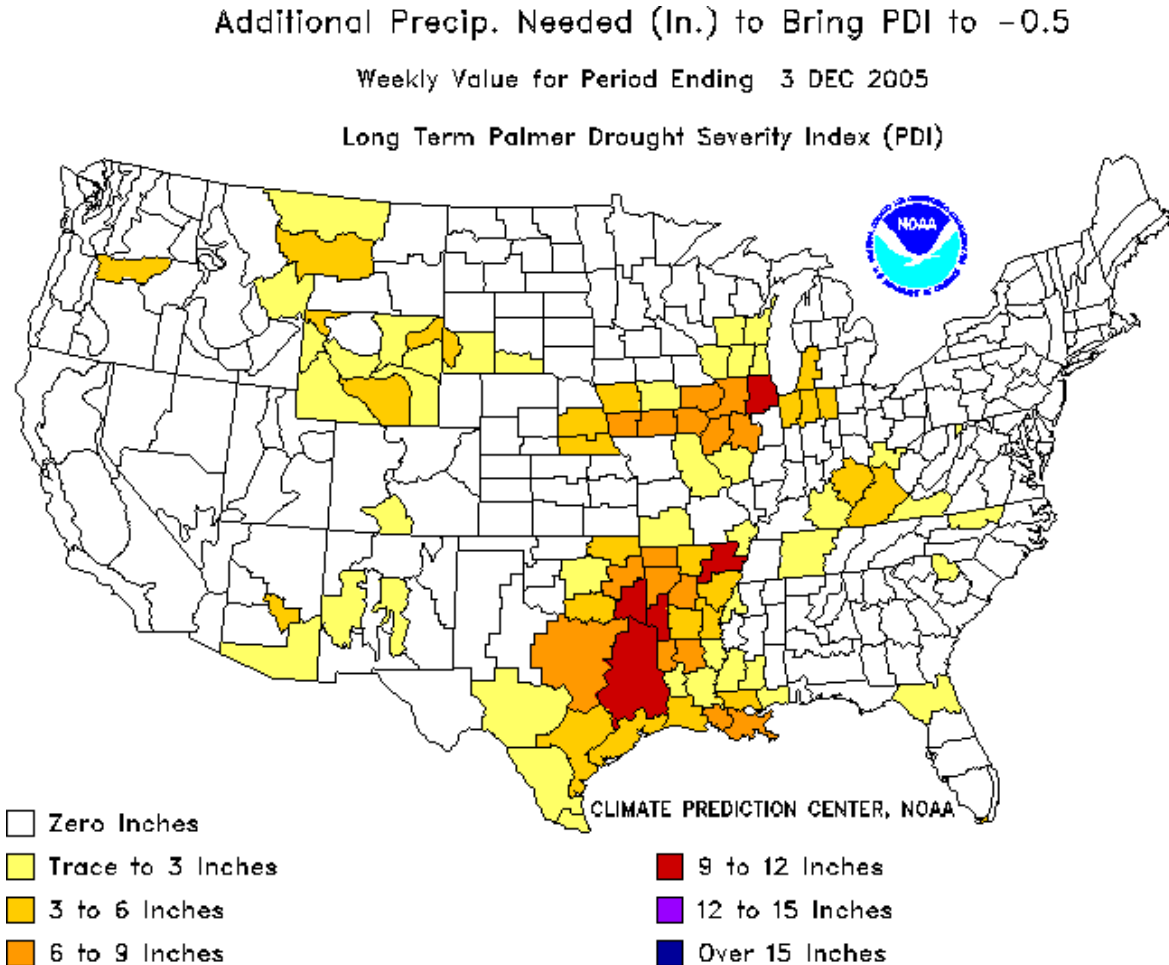 Additional Precip. Needed (In.) to Bring PDI to -0.5
Weekly Value for Period Ending 3 DEC 2005
Long Term Palmer Drought Severity Index (PDI)
NOAA
CLIMATE PREDICTION CENTER, NOAA
Zero Inches
Trace to 3 Inches
3 to 6 Inches
6 to 9 Inches
9 to 12 Inches
12 to 15 Inches
Over 15 Inches